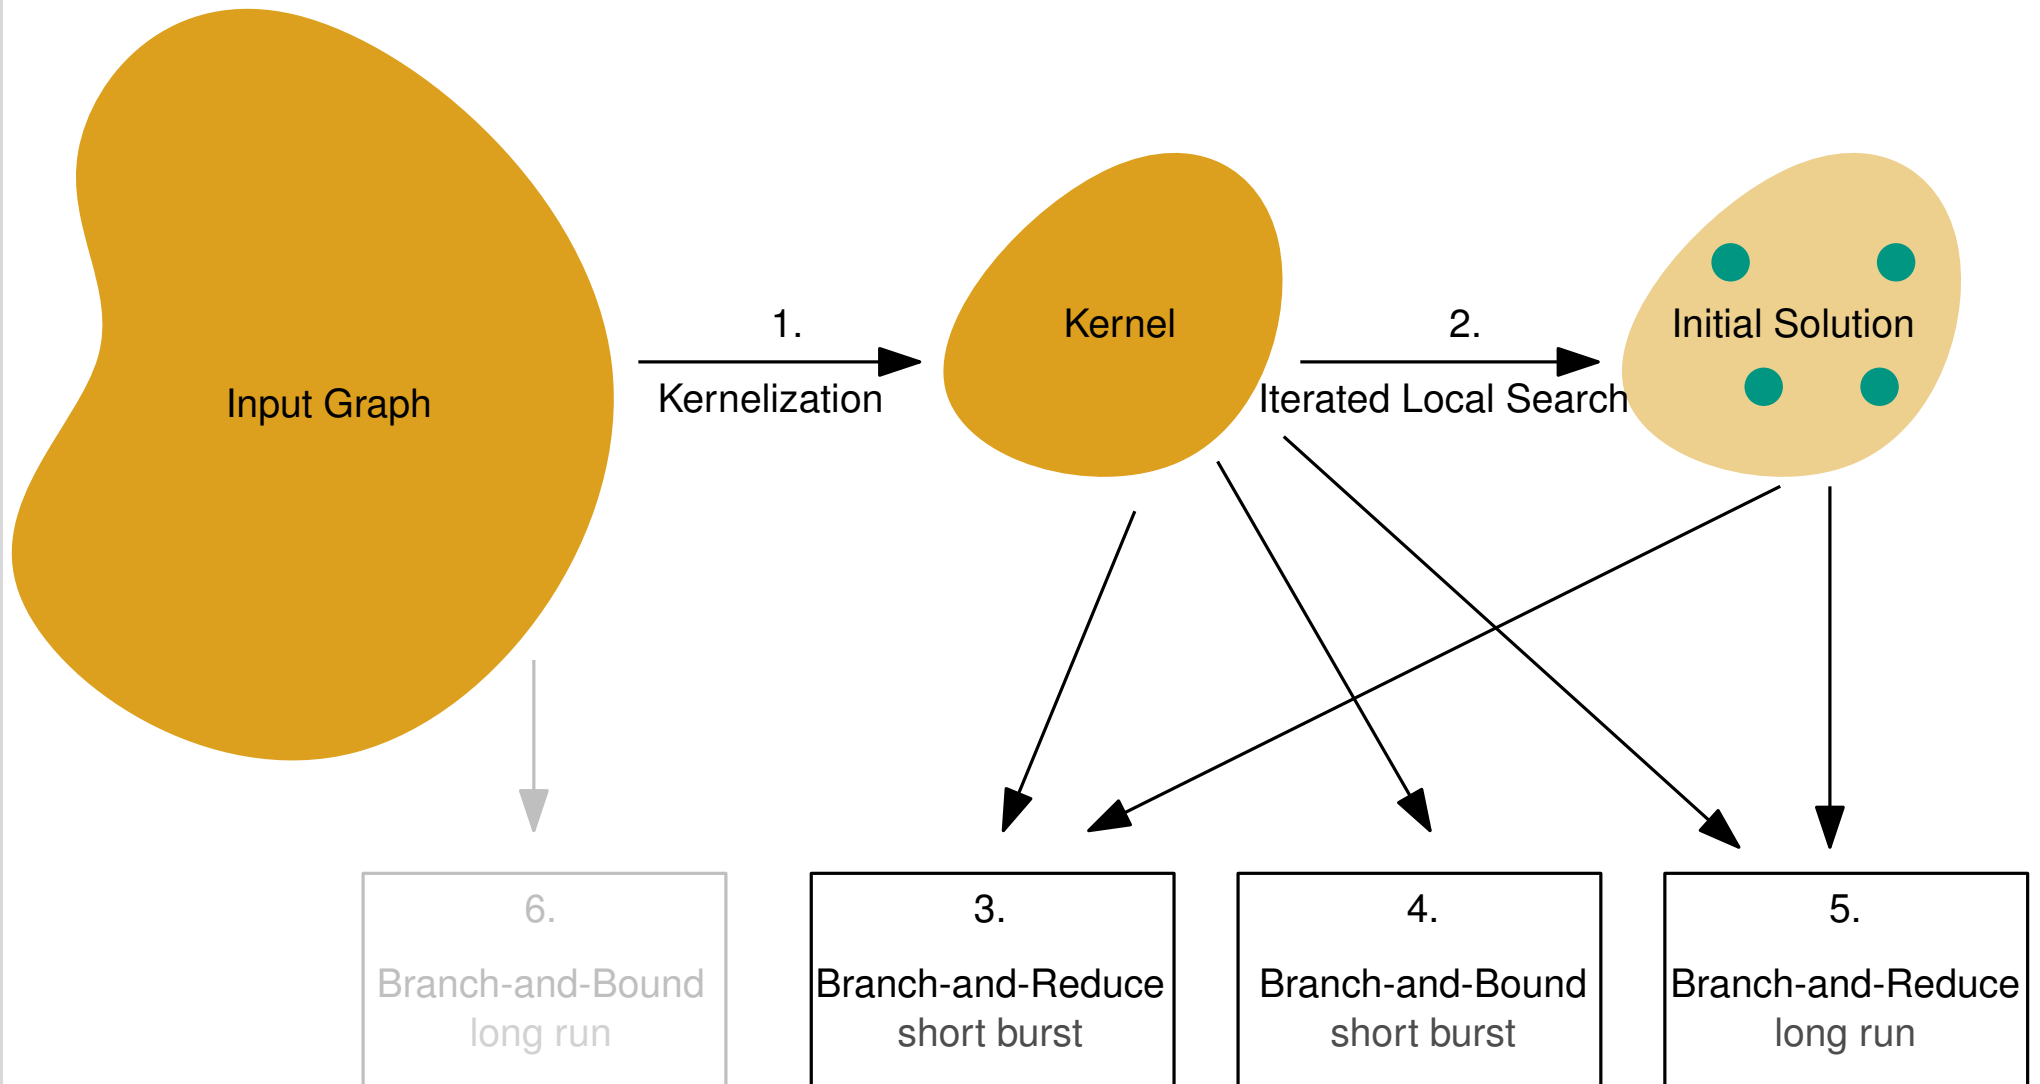 1.
2.
Kernel
Initial Solution
Kernelization
Iterated Local Search
Input Graph
6.
Branch-and-Bound
long run
3.
Branch-and-Reduce
short burst
4.
Branch-and-Bound
short burst
5.
Branch-and-Reduce
long run